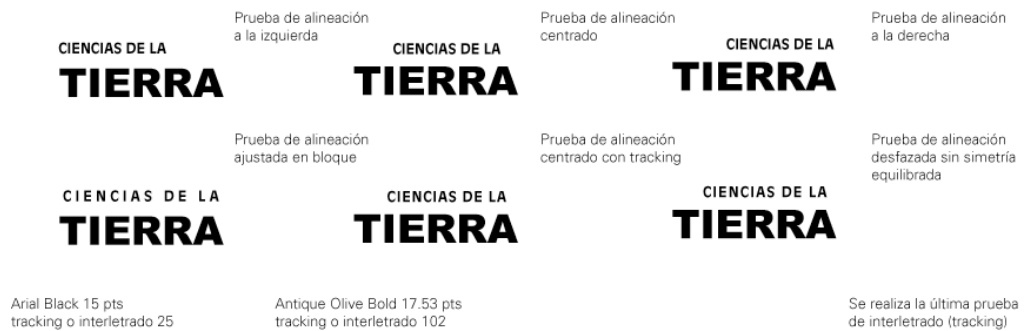 Prueba de alineación
a la izquierda
CIENCIAS DE LA
TIERRA
Prueba de alineación
centrado
CIENCIAS DE LA
TIERRA
Prueba de alineación
a la derecha
CIENCIAS DE LA
TIERRA
Prueba de alineación
ajustada en bloque
CIENCIAS DE LA
TIERRA
Prueba de alineación
centrado con tracking
CIENCIAS DE LA
TIERRA
Prueba de alineación
desfazada sin simetría
equilibrada
CIENCIAS DE LA
TIERRA
Arial Black 15 pts
tracking o interletrado 25
Antique Olive Bold 17.53 pts
tracking o interletrado 102
Se realiza la última prueba
de interletrado (tracking)